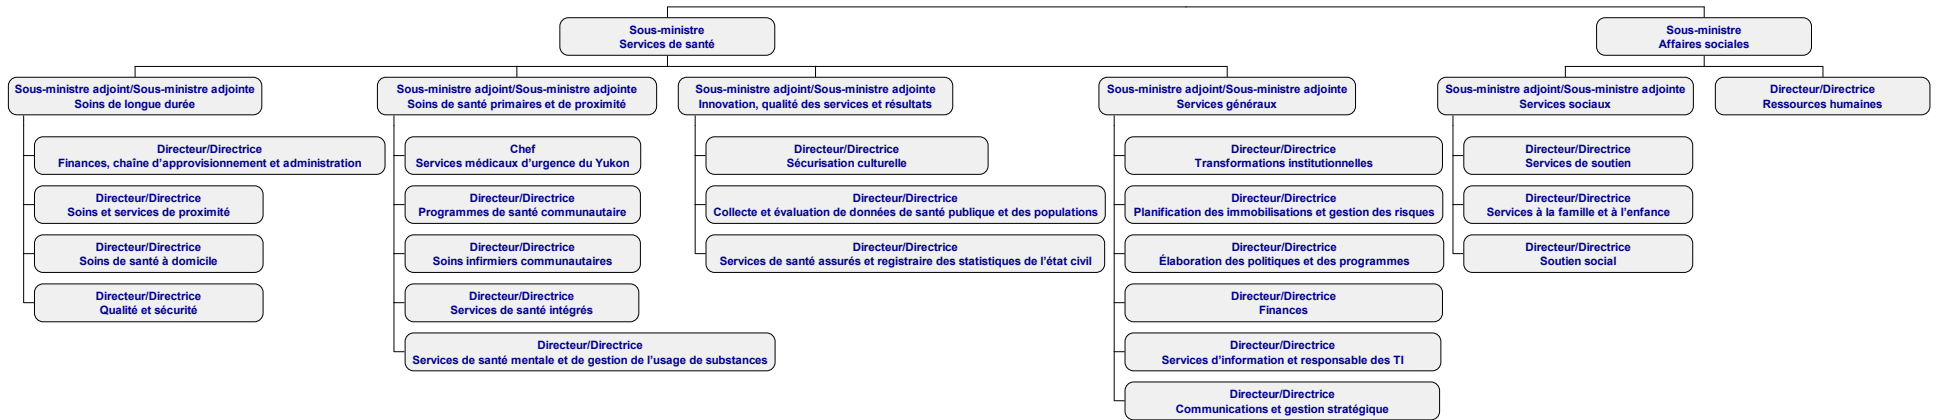 Sous-ministre
Services de santé
Sous-ministre
Affaires sociales
Sous-ministre adjoint/Sous-ministre adjointe
Soins de longue durée
Sous-ministre adjoint/Sous-ministre adjointe
Soins de santé primaires et de proximité
Sous-ministre adjoint/Sous-ministre adjointe
Innovation, qualité des services et résultats
Sous-ministre adjoint/Sous-ministre adjointe
Services généraux
Sous-ministre adjoint/Sous-ministre adjointe
Services sociaux
Directeur/Directrice
Ressources humaines
Directeur/Directrice
Finances, chaîne d’approvisionnement et administration
Directeur/Directrice
Soins et services de proximité
Directeur/Directrice
Soins de santé à domicile
Directeur/Directrice
Qualité et sécurité
Chef
Services médicaux d’urgence du Yukon
Directeur/Directrice
Programmes de santé communautaire
Directeur/Directrice
Soins infirmiers communautaires
Directeur/Directrice
Services de santé intégrés
Directeur/Directrice
Services de santé mentale et de gestion de l’usage de substances
Directeur/Directrice
Sécurisation culturelle
Directeur/Directrice
Collecte et évaluation de données de santé publique et des populations
Directeur/Directrice
Services de santé assurés et registraire des statistiques de l’état civil
Directeur/Directrice
Transformations institutionnelles
Directeur/Directrice
Planification des immobilisations et gestion des risques
Directeur/Directrice
Élaboration des politiques et des programmes
Directeur/Directrice
Finances
Directeur/Directrice
Services d’information et responsable des TI
Directeur/Directrice
Communications et gestion stratégique
Directeur/Directrice
Services de soutien
Directeur/Directrice
Services à la famille et à l’enfance
Directeur/Directrice
Soutien social